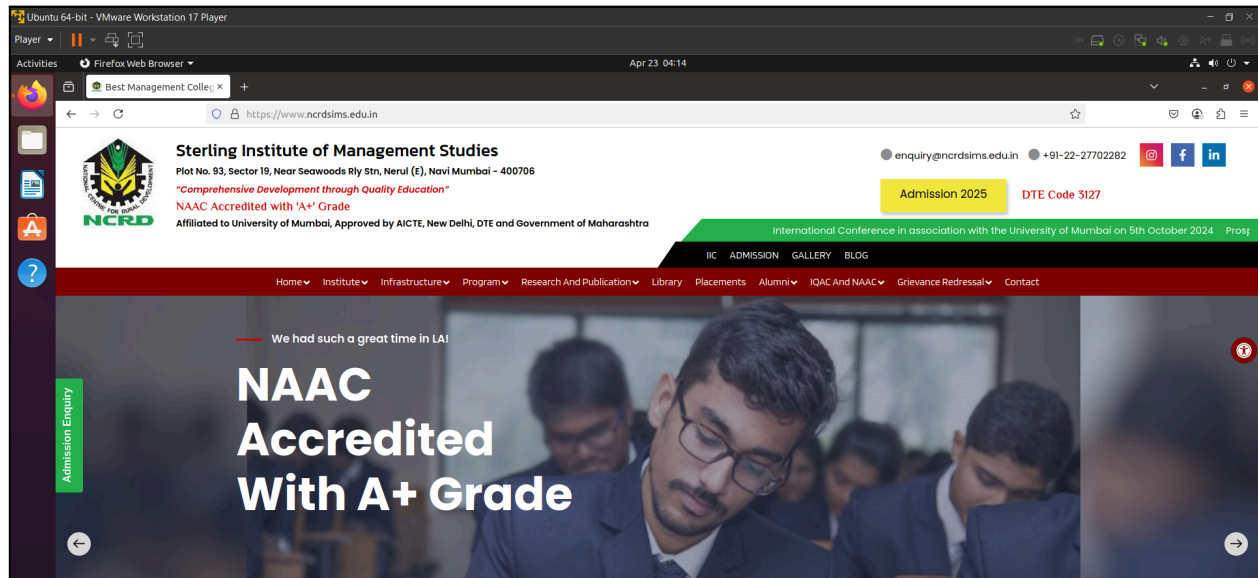 Ubuntu 64-bit - VMware Workstation 17 Player
Player
Activities Firefox Web Browser Apr 23 04:14
Best Management Colleg
https://www.ncrdsims.edu.in
NATIONAL CENTRE FOR RURAL DEVELOPMENT
NCRD
Sterling Institute of Management Studies
Plot No. 93, Sector 19, Near Seawoods Rly Stn, Nerul (E), Navi Mumbai - 400706
"Comprehensive Development through Quality Education"
NAAC Accredited with 'A+' Grade
Affiliated to University of Mumbai, Approved by AICTE, New Delhi, DTE and Government of Maharashtra
enquiry@ncrdsims.edu.in +91-22-27702282
Admission 2025 DTE Code 3127
International Conference in association with the University of Mumbai on 5th October 2024 Prosp
IIC ADMISSION GALLERY BLOG
Home Institute Infrastructure Program Research And Publication Library Placements Alumni IQAC And NAAC Grievance Redressal Contact
We had such a great time in LA!
NAAC
Accredited
With A+ Grade
Admission Enquiry